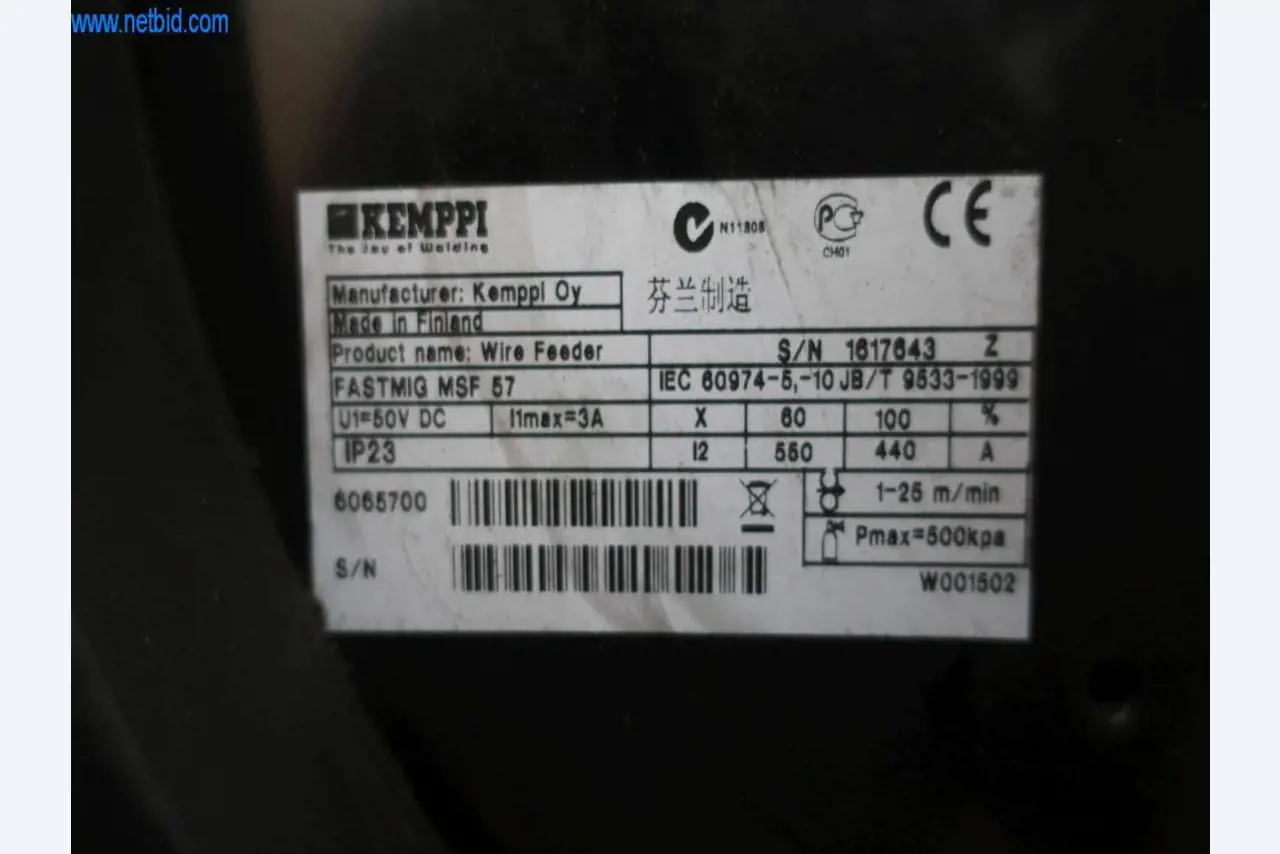 www.netbid.com
KEMPPI
The Joy of Welding
N11808
PC
CH01
CE
Manufacturer: Kemppi Oy
芬兰制造
Made in Finland
Product name: Wire Feeder S/N 1617643 Z
FASTMIG MSF 57 IEC 60974-5,-10 JB/T 9533-1999
U1=50V DC I1max=3A X 60 100 %
IP23 I2 550 440 A
6065700 1-25 m/min
Pmax=500kpa
S/N
W001502